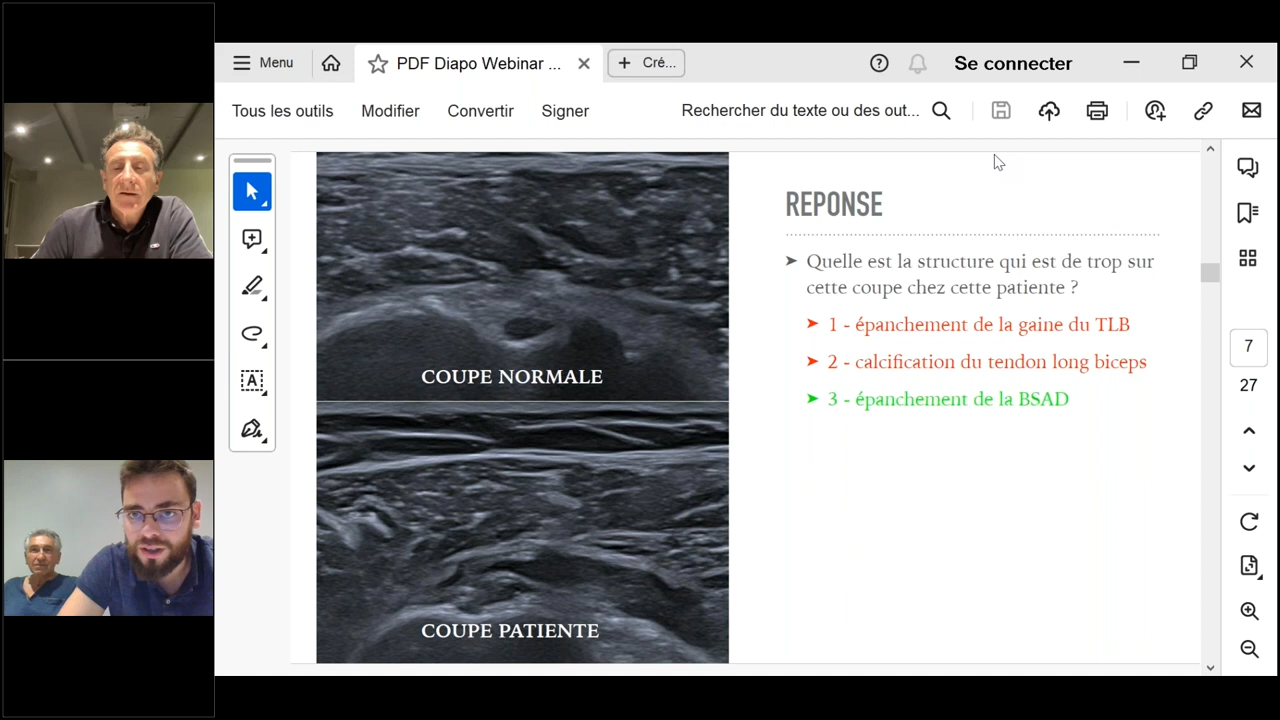 Menu
PDF Diapo Webinar ...
Cré...
Se connecter
Tous les outils
Modifier
Convertir
Signer
Rechercher du texte ou des out...
COUPE NORMALE
COUPE PATIENTE
REPONSE
Quelle est la structure qui est de trop sur
cette coupe chez cette patiente ?
1 - épanchement de la gaine du TLB
2 - calcification du tendon long biceps
3 - épanchement de la BSAD
7
27